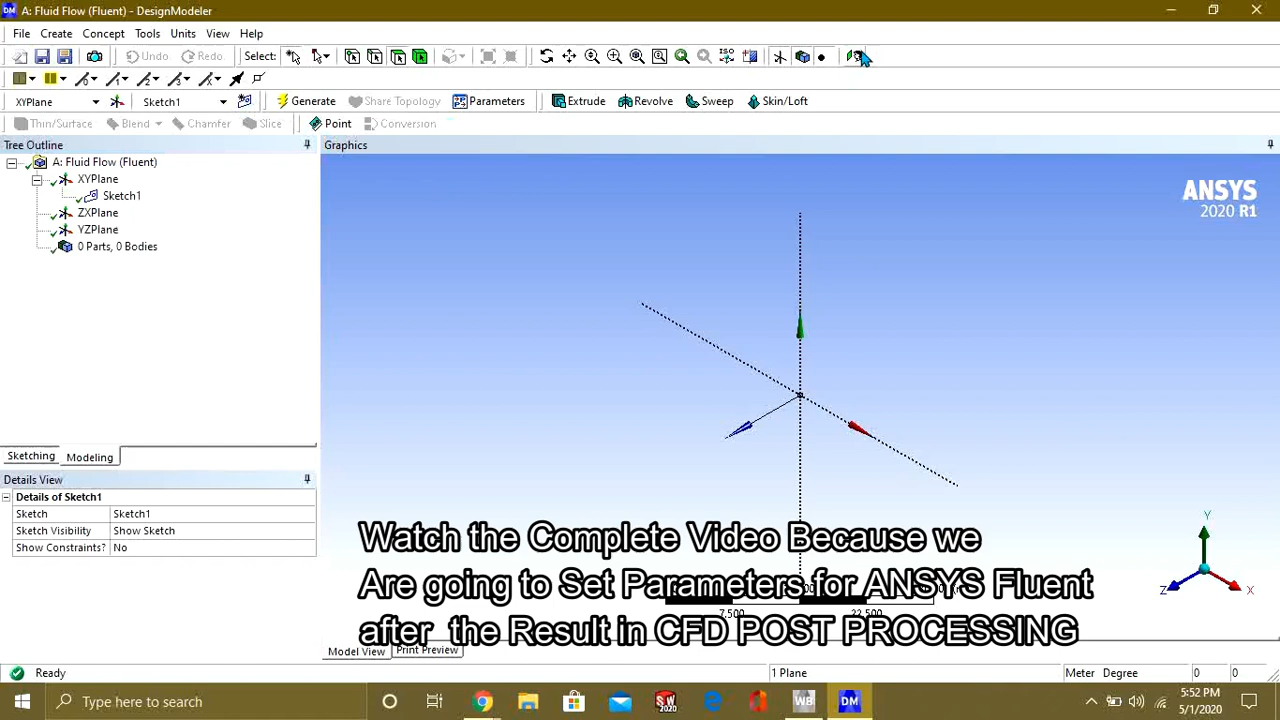 A: Fluid Flow (Fluent) - DesignModeler
File Create Concept Tools Units View Help
Undo Redo Select:
XYPlane Sketch1 Generate Share Topology Parameters Extrude Revolve Sweep Skin/Loft
Thin/Surface Blend Chamfer Slice Point Conversion
Tree Outline
Graphics
A: Fluid Flow (Fluent)
XYPlane
Sketch1
ZXPlane
YZPlane
0 Parts, 0 Bodies
ANSYS
2020 R1
Sketching Modeling
Details View
Details of Sketch1
Sketch Sketch1
Sketch Visibility Show Sketch
Show Constraints? No
Watch the Complete Video Because we
Are going to Set Parameters for ANSYS Fluent
after the Result in CFD POST PROCESSING
7.500 22.500
Y
Z X
Model View Print Preview
Ready 1 Plane Meter Degree 0 0
Type here to search
5:52 PM
5/1/2020